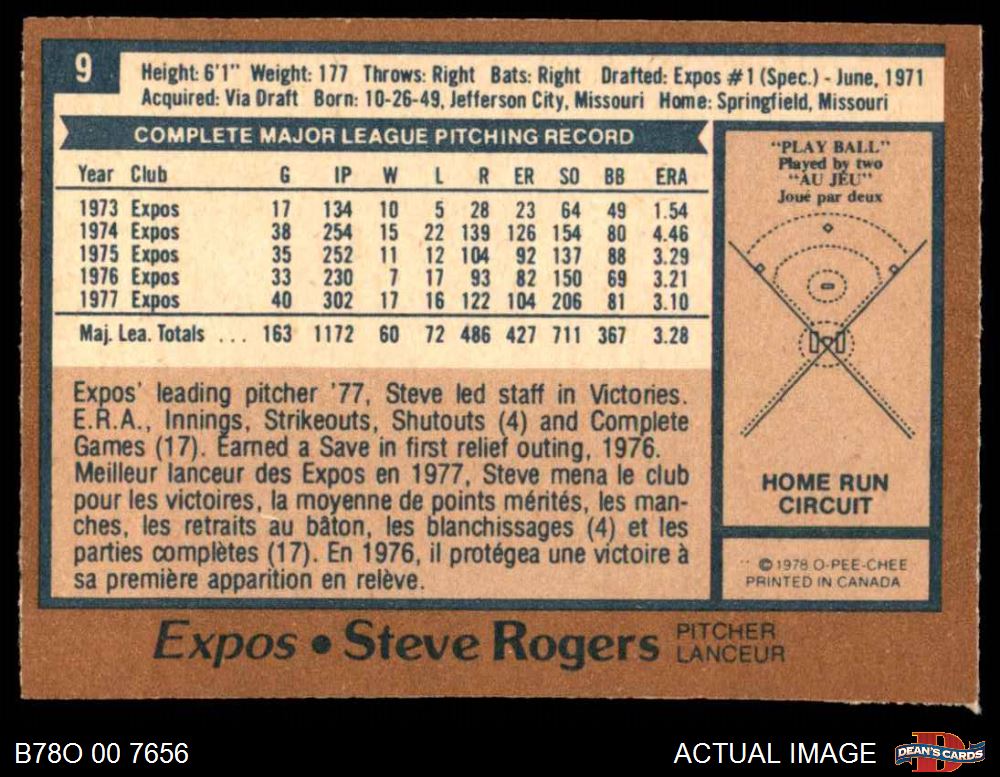 9
Height: 6'1" Weight: 177 Throws: Right Bats: Right Drafted: Expos #1 (Spec.) - June, 1971
Acquired: Via Draft Born: 10-26-49, Jefferson City, Missouri Home: Springfield, Missouri
COMPLETE MAJOR LEAGUE PITCHING RECORD
Year Club G IP W L R ER SO BB ERA
1973 Expos 17 134 10 5 28 23 64 49 1.54
1974 Expos 38 254 15 22 139 126 154 80 4.46
1975 Expos 35 252 11 12 104 92 137 88 3.29
1976 Expos 33 230 7 17 93 82 150 69 3.21
1977 Expos 40 302 17 16 122 104 206 81 3.10
Maj. Lea. Totals ... 163 1172 60 72 486 427 711 367 3.28
Expos' leading pitcher '77, Steve led staff in Victories.
E.R.A., Innings, Strikeouts, Shutouts (4) and Complete
Games (17). Earned a Save in first relief outing, 1976.
Meilleur lanceur des Expos en 1977, Steve mena le club
pour les victoires, la moyenne de points mérités, les man-
ches, les retraits au bâton, les blanchissages (4) et les
parties complètes (17). En 1976, il protégea une victoire à
sa première apparition en relève.
"PLAY BALL"
Played by two
"AU JEU"
Joué par deux
HOME RUN
CIRCUIT
© 1978 O-PEE-CHEE
PRINTED IN CANADA
Expos • Steve Rogers PITCHER
LANCEUR
B78O 00 7656
ACTUAL IMAGE
D
DEAN'S CARDS